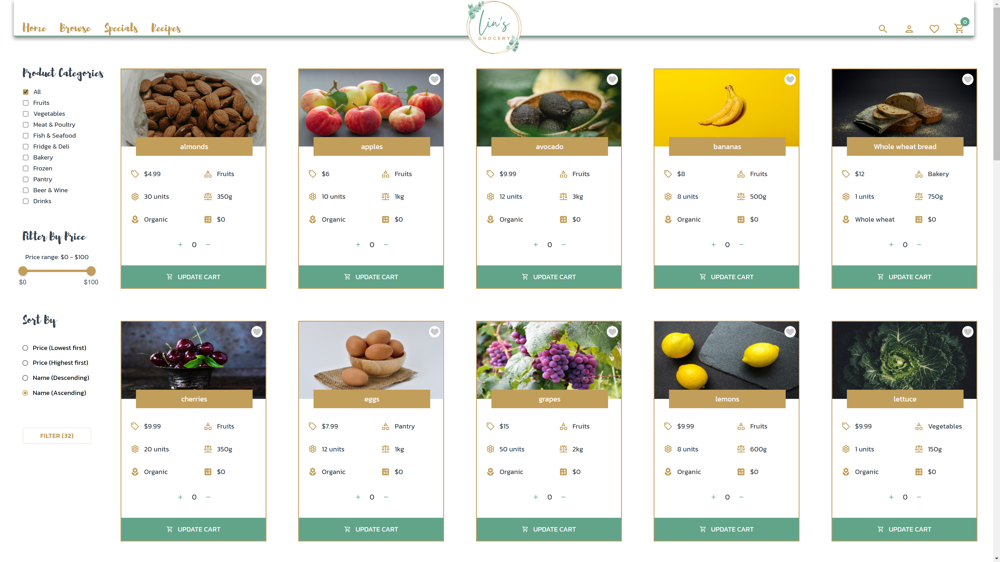 Home Browse Specials Recipes
Lin's
GROCERY
0
Product Categories
All
Fruits
Vegetables
Meat & Poultry
Fish & Seafood
Fridge & Deli
Bakery
Frozen
Pantry
Beer & Wine
Drinks
Filter By Price
Price range: $0 - $100
$0 $100
Sort By
Price (Lowest first)
Price (Highest first)
Name (Descending)
Name (Ascending)
FILTER (32)
almonds
$4.99 Fruits
30 units 350g
Organic $0
+ 0 −
UPDATE CART
apples
$6 Fruits
10 units 1kg
Organic $0
+ 0 −
UPDATE CART
avocado
$9.99 Fruits
12 units 3kg
Organic $0
+ 0 −
UPDATE CART
bananas
$8 Fruits
8 units 500g
Organic $0
+ 0 −
UPDATE CART
Whole wheat bread
$12 Bakery
1 units 750g
Whole wheat $0
+ 0 −
UPDATE CART
cherries
$9.99 Fruits
20 units 350g
Organic $0
+ 0 −
UPDATE CART
eggs
$7.99 Pantry
12 units 1kg
Organic $0
+ 0 −
UPDATE CART
grapes
$15 Fruits
50 units 2kg
Organic $0
+ 0 −
UPDATE CART
lemons
$9.99 Fruits
8 units 600g
Organic $0
+ 0 −
UPDATE CART
lettuce
$9.99 Vegetables
1 units 150g
Organic $0
+ 0 −
UPDATE CART